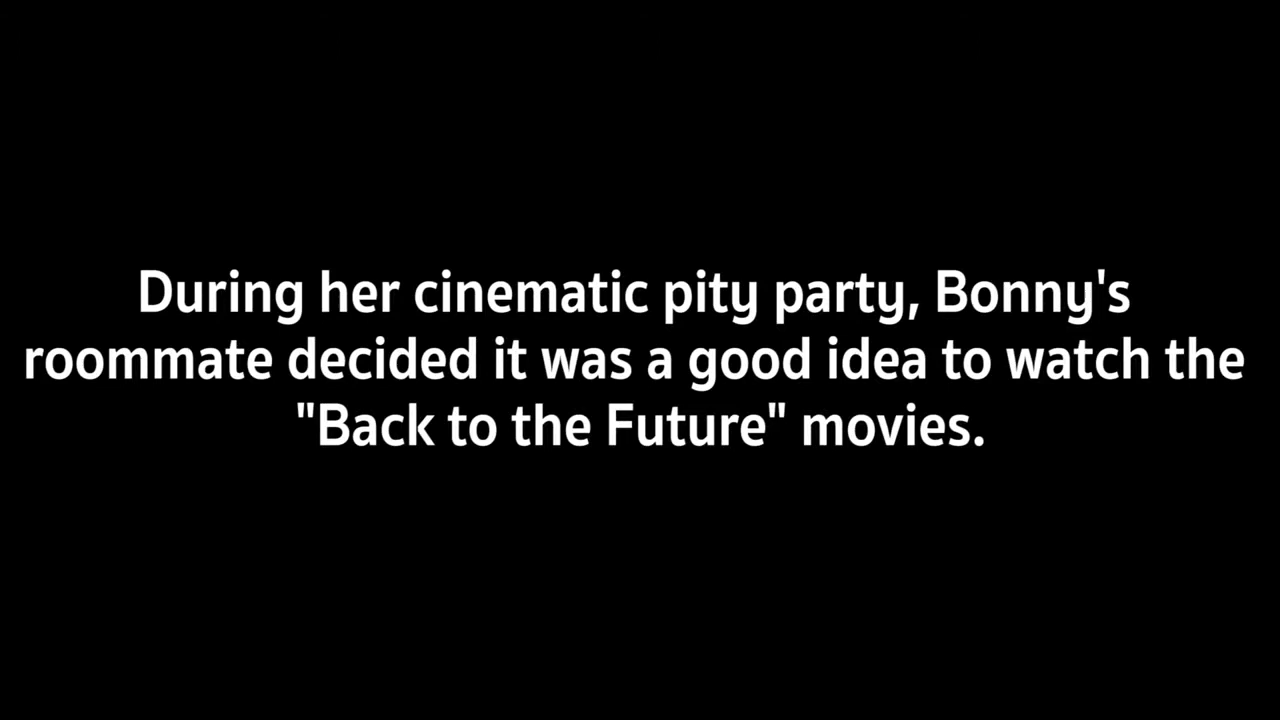 During her cinematic pity party, Bonny's
roommate decided it was a good idea to watch the
"Back to the Future" movies.